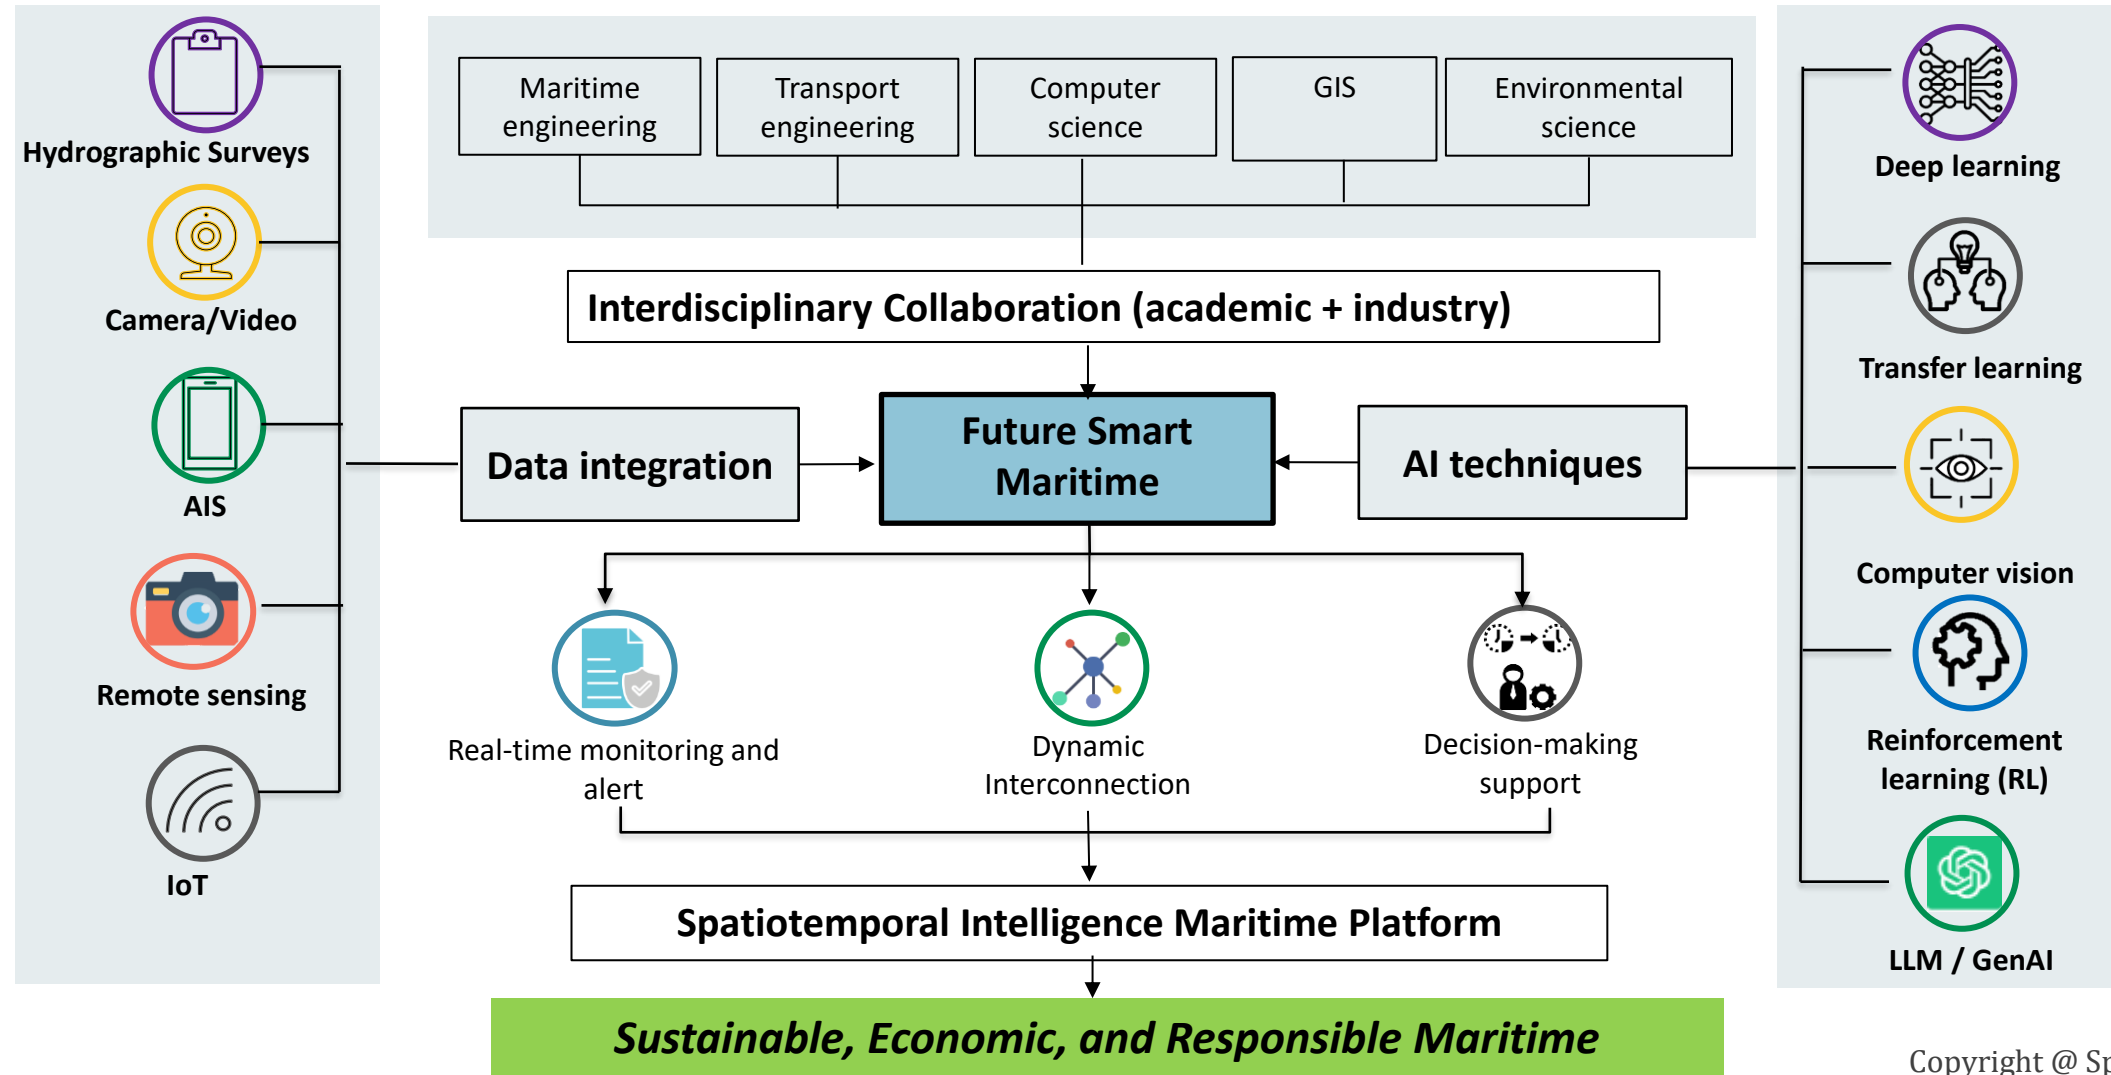 Hydrographic Surveys
Camera/Video
AIS
Remote sensing
IoT
Maritime
engineering
Transport
engineering
Computer
science
GIS
Environmental
science
Interdisciplinary Collaboration (academic + industry)
Data integration
Future Smart
Maritime
AI techniques
Real-time monitoring and
alert
Dynamic
Interconnection
Decision-making
support
Spatiotemporal Intelligence Maritime Platform
Sustainable, Economic, and Responsible Maritime
Deep learning
Transfer learning
Computer vision
Reinforcement
learning (RL)
LLM / GenAI
Copyright @ Sp